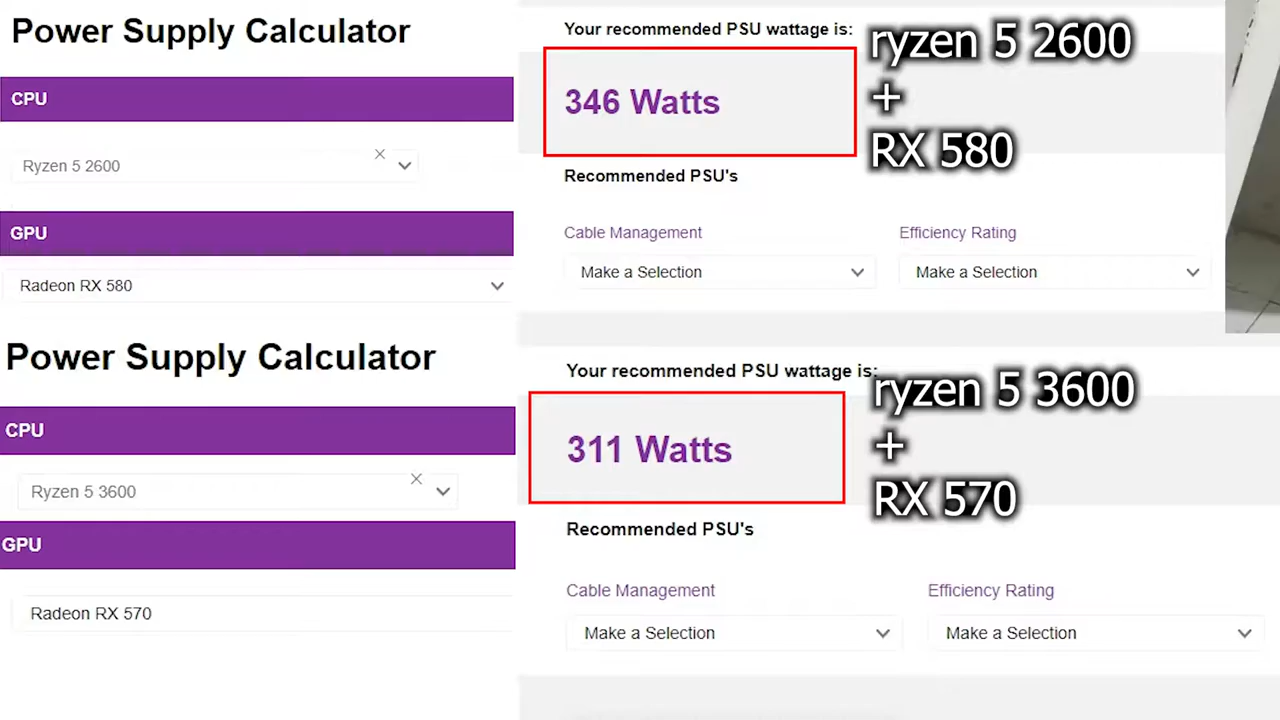 Power Supply Calculator
CPU
Ryzen 5 2600
GPU
Radeon RX 580
Your recommended PSU wattage is:
346 Watts
Recommended PSU's
Cable Management
Efficiency Rating
Make a Selection
Make a Selection
ryzen 5 2600
+
RX 580
Power Supply Calculator
CPU
Ryzen 5 3600
GPU
Radeon RX 570
Your recommended PSU wattage is:
311 Watts
Recommended PSU's
Cable Management
Efficiency Rating
Make a Selection
Make a Selection
ryzen 5 3600
+
RX 570